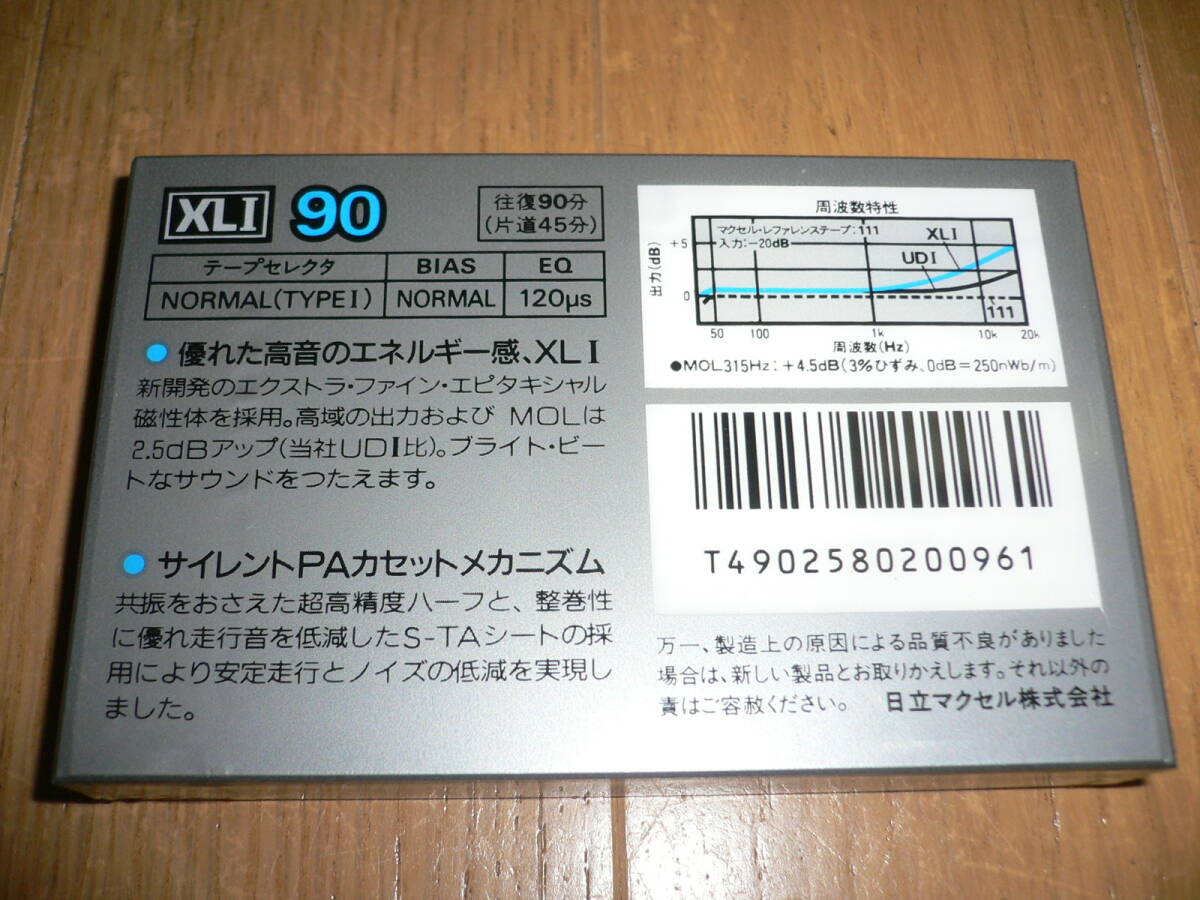 XLI 90
往復90分
(片道45分)
テープセレクタ BIAS EQ
NORMAL(TYPEI) NORMAL 120μs
● 優れた高音のエネルギー感、XLI
新開発のエクストラ・ファイン・エピタキシャル
磁性体を採用。高域の出力および MOLは
2.5dBアップ(当社UDI比)。ブライト・ビー
トなサウンドをつたえます。
● サイレントPAカセットメカニズム
共振をおさえた超高精度ハーフと、整巻性
に優れ走行音を低減したS-TAシートの採
用により安定走行とノイズの低減を実現し
ました。
周波数特性
マクセル・レファレンステープ:111
入力:-20dB
XLI
UDI
111
出力(dB)
+5
0
50 100 1k 10k 20k
周波数(Hz)
●MOL315Hz:+4.5dB(3%ひずみ、0dB=250nWb/m)
T4902580200961
万一、製造上の原因による品質不良がありました
場合は、新しい製品とお取りかえします。それ以外の
責はご容赦ください。 日立マクセル株式会社